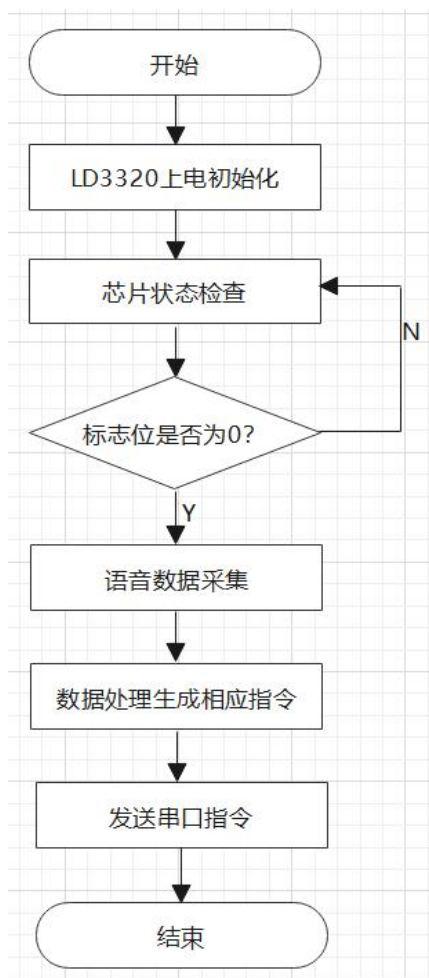 开始
LD3320上电初始化
芯片状态检查
N
标志位是否为0?
Y
语音数据采集
数据处理生成相应指令
发送串口指令
结束